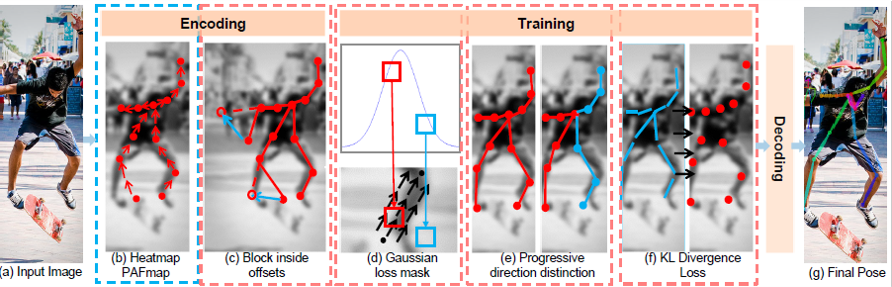 Encoding
Training
Decoding
(a) Input Image
(b) Heatmap
PAFmap
(c) Block inside
offsets
(d) Gaussian
loss mask
(e) Progressive
direction distinction
(f) KL Divergence
Loss
(g) Final Pose